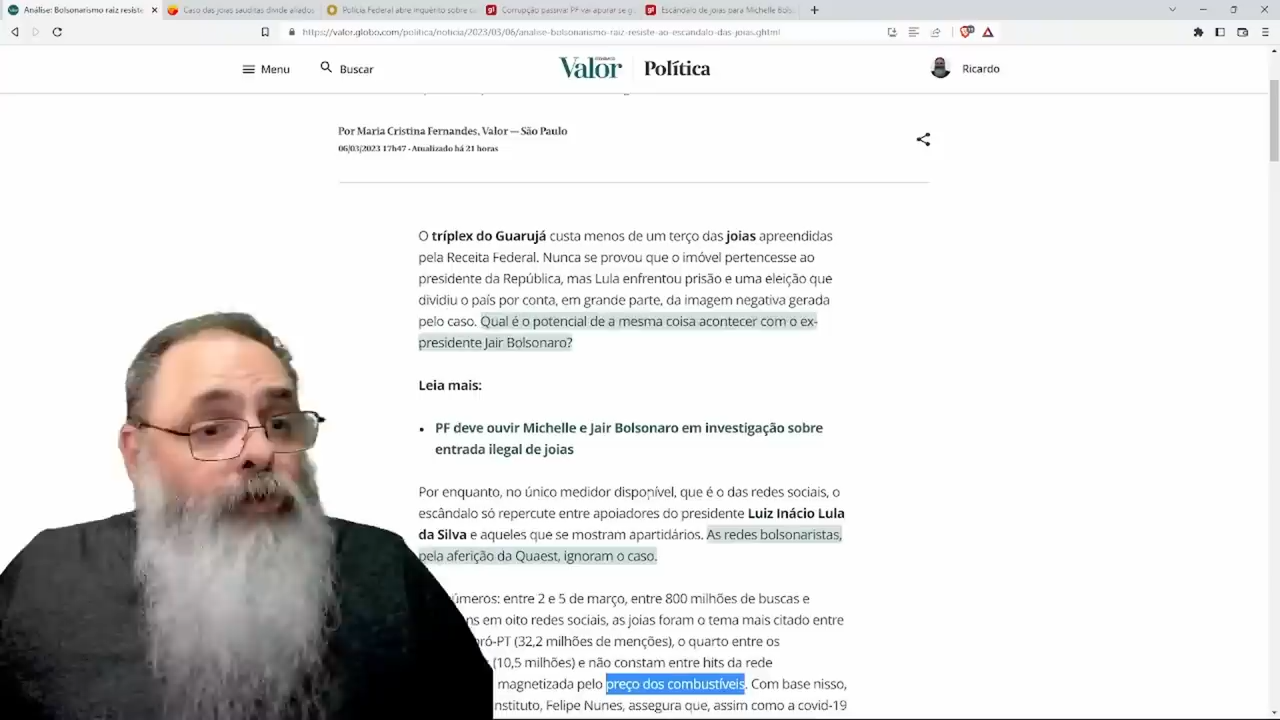 Análise: Bolsonarismo raiz resiste
Caso das joias sauditas divide aliados
Polícia Federal abre inquérito sobre c
Corrupção passiva: PF vai apurar se g
Escândalo de joias para Michelle Bols
https://valor.globo.com/politica/noticia/2023/03/06/analise-bolsonarismo-raiz-resiste-ao-escandalo-das-joias.ghtml
Menu
Buscar
Valor
Política
Ricardo
Por Maria Cristina Fernandes, Valor — São Paulo
06/03/2023 17h47 · Atualizado há 21 horas
O tríplex do Guarujá custa menos de um terço das joias apreendidas
pela Receita Federal. Nunca se provou que o imóvel pertencesse ao
presidente da República, mas Lula enfrentou prisão e uma eleição que
dividiu o país por conta, em grande parte, da imagem negativa gerada
pelo caso. Qual é o potencial de a mesma coisa acontecer com o ex-
presidente Jair Bolsonaro?
Leia mais:
• PF deve ouvir Michelle e Jair Bolsonaro em investigação sobre
entrada ilegal de joias
Por enquanto, no único medidor disponível, que é o das redes sociais, o
escândalo só repercute entre apoiadores do presidente Luiz Inácio Lula
da Silva e aqueles que se mostram apartidários. As redes bolsonaristas,
pela aferição da Quaest, ignoram o caso.
números: entre 2 e 5 de março, entre 800 milhões de buscas e
ns em oito redes sociais, as joias foram o tema mais citado entre
pró-PT (32,2 milhões de menções), o quarto entre os
(10,5 milhões) e não constam entre hits da rede
magnetizada pelo preço dos combustíveis. Com base nisso,
nstituto, Felipe Nunes, assegura que, assim como a covid-19